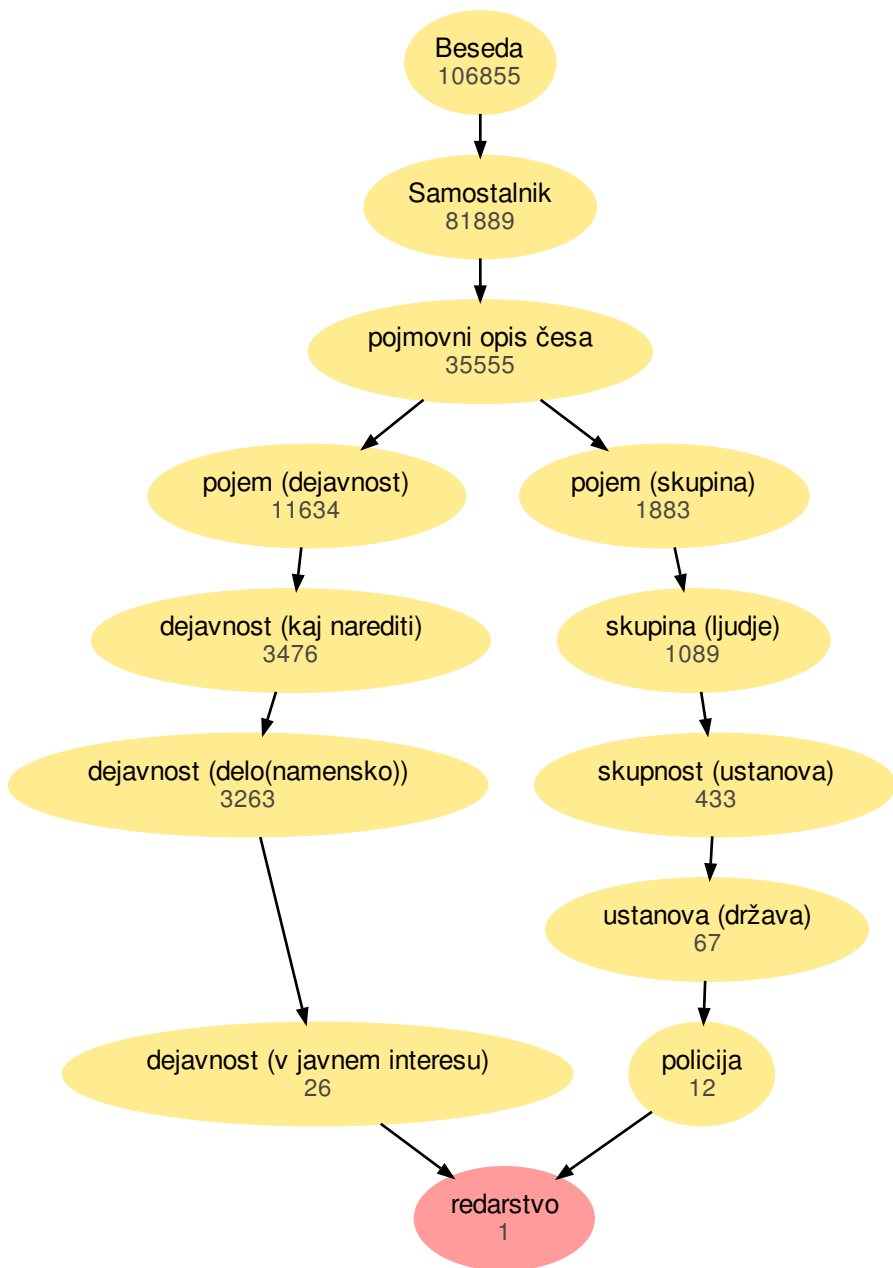 Beseda
106855
Samostalnik
81889
pojmovni opis česa
35555
pojem (dejavnost)
11634
pojem (skupina)
1883
dejavnost (kaj narediti)
3476
skupina (ljudje)
1089
dejavnost (delo(namensko))
3263
skupnost (ustanova)
433
ustanova (država)
67
dejavnost (v javnem interesu)
26
policija
12
redarstvo
1